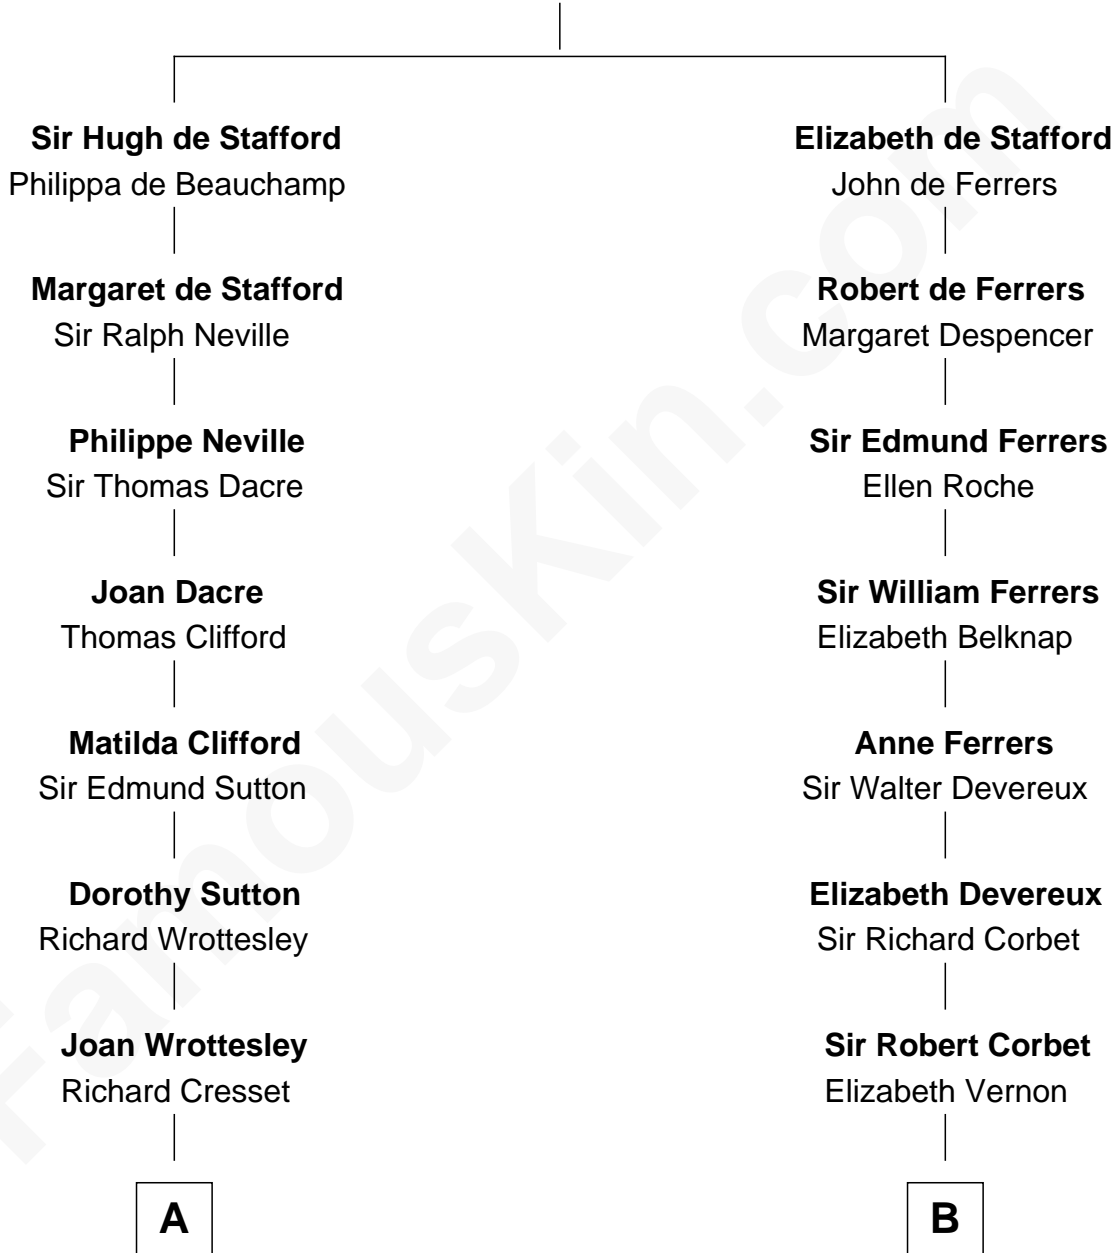 Sir Hugh de Stafford
Philippa de Beauchamp
Elizabeth de Stafford
John de Ferrers
Margaret de Stafford
Sir Ralph Neville
Robert de Ferrers
Margaret Despencer
Philippe Neville
Sir Thomas Dacre
Sir Edmund Ferrers
Ellen Roche
Joan Dacre
Thomas Clifford
Sir William Ferrers
Elizabeth Belknap
Matilda Clifford
Sir Edmund Sutton
Anne Ferrers
Sir Walter Devereux
Dorothy Sutton
Richard Wrottesley
Elizabeth Devereux
Sir Richard Corbet
Joan Wrottesley
Richard Cresset
Sir Robert Corbet
Elizabeth Vernon
A
B
FamousKin.com